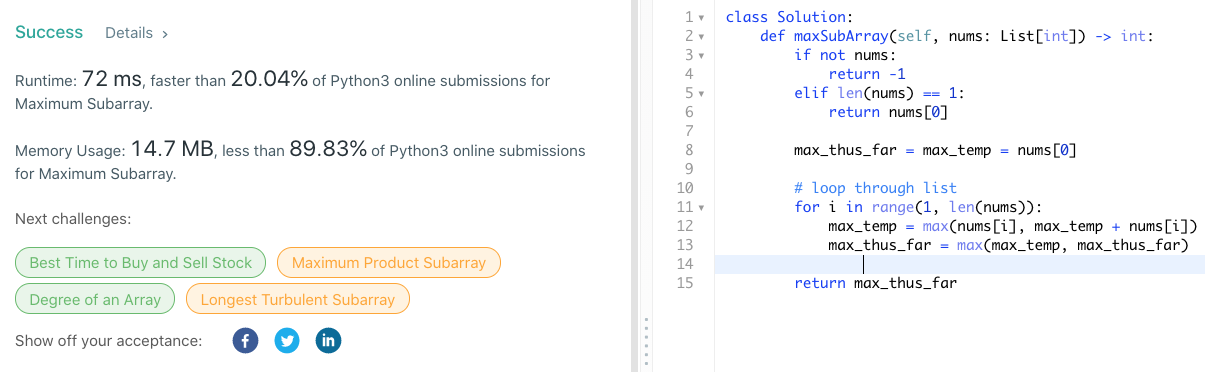 Success Details >
Runtime: 72 ms, faster than 20.04% of Python3 online submissions for
Maximum Subarray.
Memory Usage: 14.7 MB, less than 89.83% of Python3 online submissions
for Maximum Subarray.
Next challenges:
Best Time to Buy and Sell Stock Maximum Product Subarray
Degree of an Array Longest Turbulent Subarray
Show off your acceptance: f in
1 class Solution:
2     def maxSubArray(self, nums: List[int]) -> int:
3         if not nums:
4             return -1
5         elif len(nums) == 1:
6             return nums[0]
7
8         max_thus_far = max_temp = nums[0]
9
10         # loop through list
11         for i in range(1, len(nums)):
12             max_temp = max(nums[i], max_temp + nums[i])
13             max_thus_far = max(max_temp, max_thus_far)
14
15         return max_thus_far